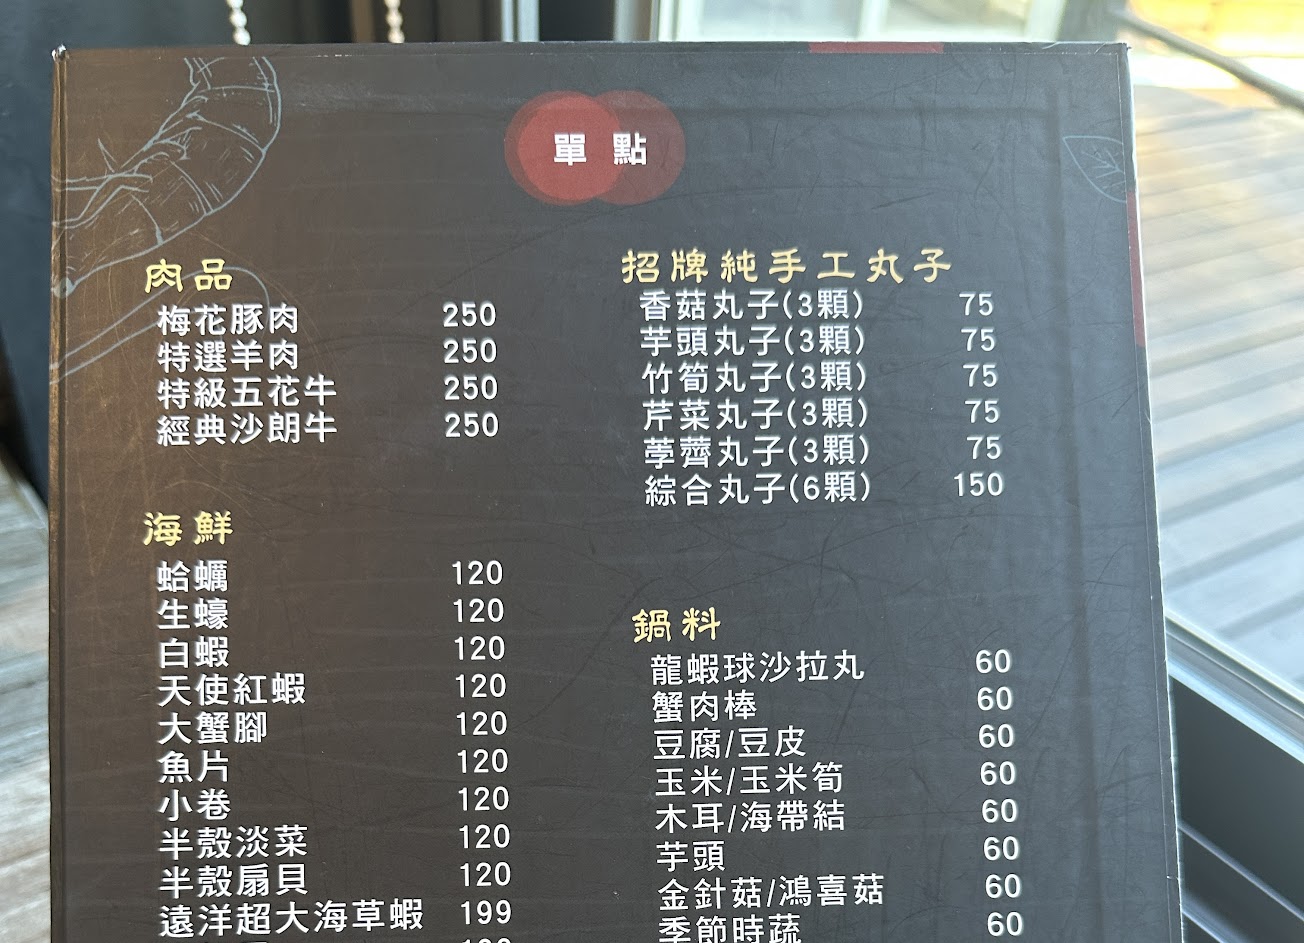 單 點
肉品
梅花豚肉 250
特選羊肉 250
特級五花牛 250
經典沙朗牛 250
海鮮
蛤蠣 120
生蠔 120
白蝦 120
天使紅蝦 120
大蟹腳 120
魚片 120
小卷 120
半殼淡菜 120
半殼扇貝 120
遠洋超大海草蝦 199
招牌純手工丸子
香菇丸子(3顆) 75
芋頭丸子(3顆) 75
竹筍丸子(3顆) 75
芹菜丸子(3顆) 75
荸薺丸子(3顆) 75
綜合丸子(6顆) 150
鍋料
龍蝦球沙拉丸 60
蟹肉棒 60
豆腐/豆皮 60
玉米/玉米筍 60
木耳/海帶結 60
芋頭 60
金針菇/鴻喜菇 60
季節時蔬 60